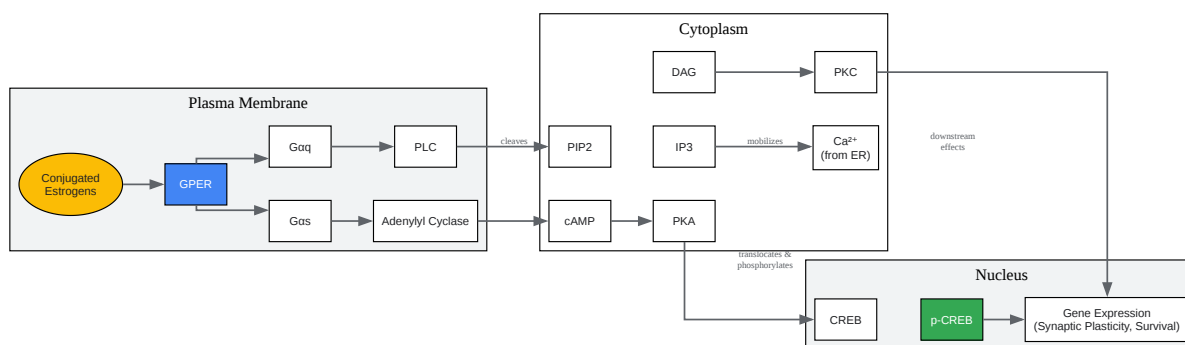 Cytoplasm
DAG
PKC
Plasma Membrane
Gαq
PLC
cleaves
PIP2
IP3
mobilizes
Ca²⁺
(from ER)
downstream
effects
Conjugated
Estrogens
GPER
Gαs
Adenylyl Cyclase
cAMP
PKA
translocates &
phosphorylates
Nucleus
CREB
p-CREB
Gene Expression
(Synaptic Plasticity, Survival)